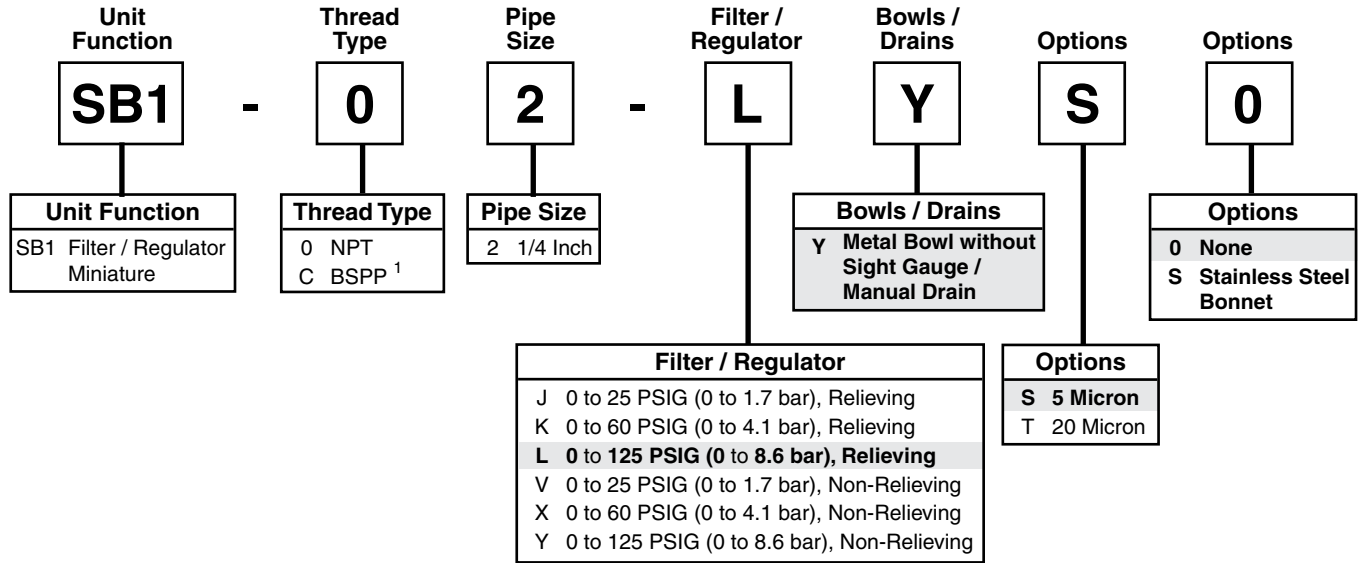 Unit Function
Thread Type
Pipe Size
Filter / Regulator
Bowls / Drains
Options
Options
SB1 - 0 2 - L Y S 0
Unit Function
SB1 Filter / Regulator
Miniature
Thread Type
0 NPT
C BSPP 1
Pipe Size
2 1/4 Inch
Bowls / Drains
Y Metal Bowl without
Sight Gauge /
Manual Drain
Options
0 None
S Stainless Steel
Bonnet
Filter / Regulator
J 0 to 25 PSIG (0 to 1.7 bar), Relieving
K 0 to 60 PSIG (0 to 4.1 bar), Relieving
L 0 to 125 PSIG (0 to 8.6 bar), Relieving
V 0 to 25 PSIG (0 to 1.7 bar), Non-Relieving
X 0 to 60 PSIG (0 to 4.1 bar), Non-Relieving
Y 0 to 125 PSIG (0 to 8.6 bar), Non-Relieving
Options
S 5 Micron
T 20 Micron